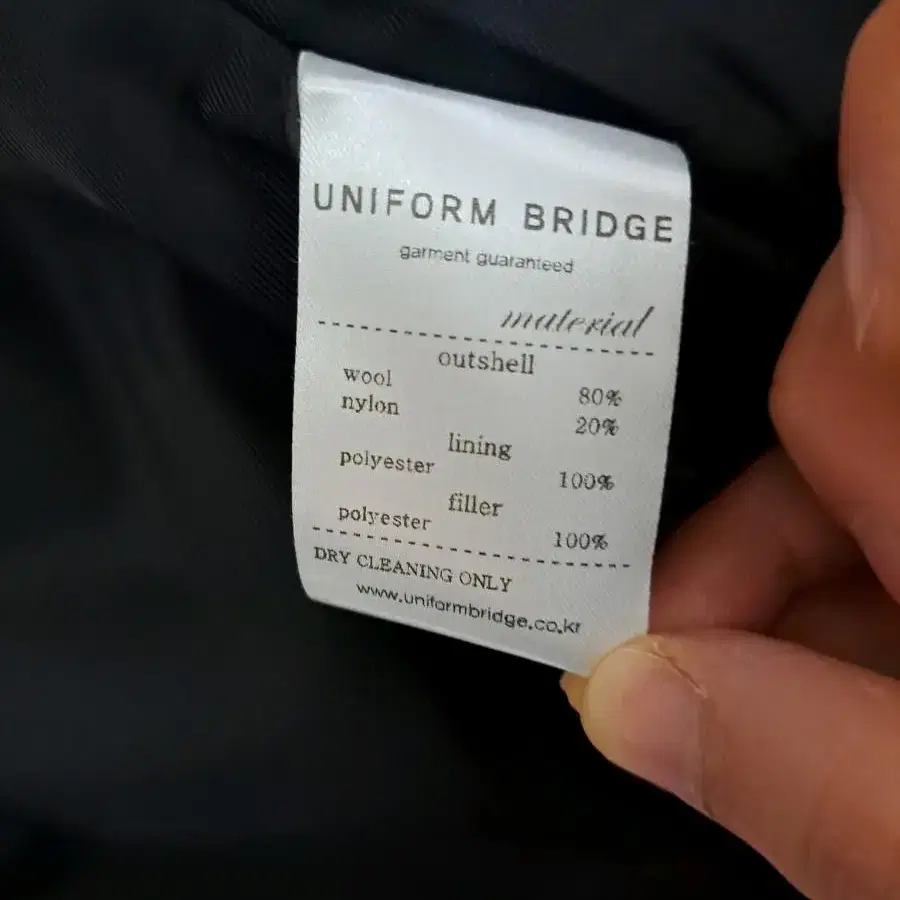 UNIFORM BRIDGE
garment guaranteed
material
outshell
wool 80%
nylon 20%
lining
polyester 100%
filler
polyester 100%
DRY CLEANING ONLY
www.uniformbridge.co.kr